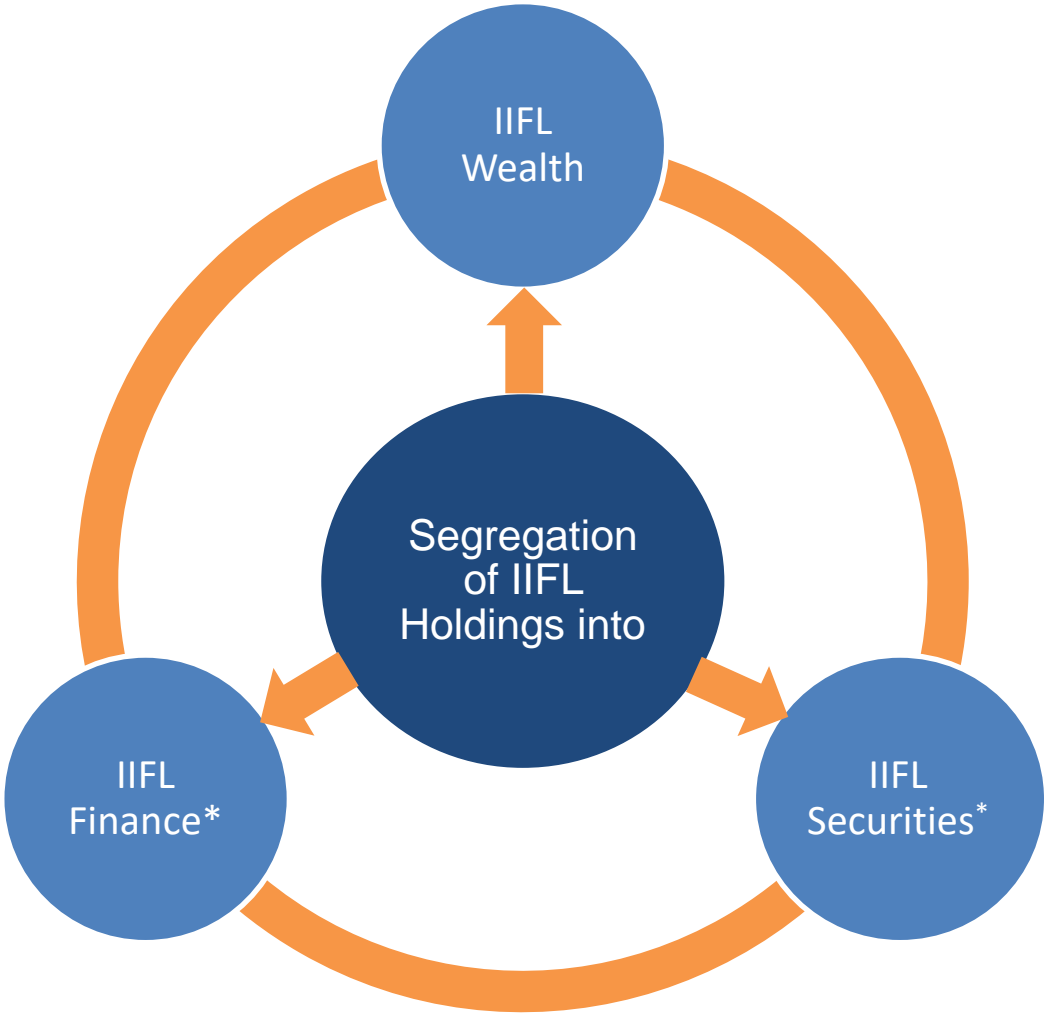 IIFL
Wealth
Segregation
of IIFL
Holdings into
IIFL
Finance*
IIFL
Securities*